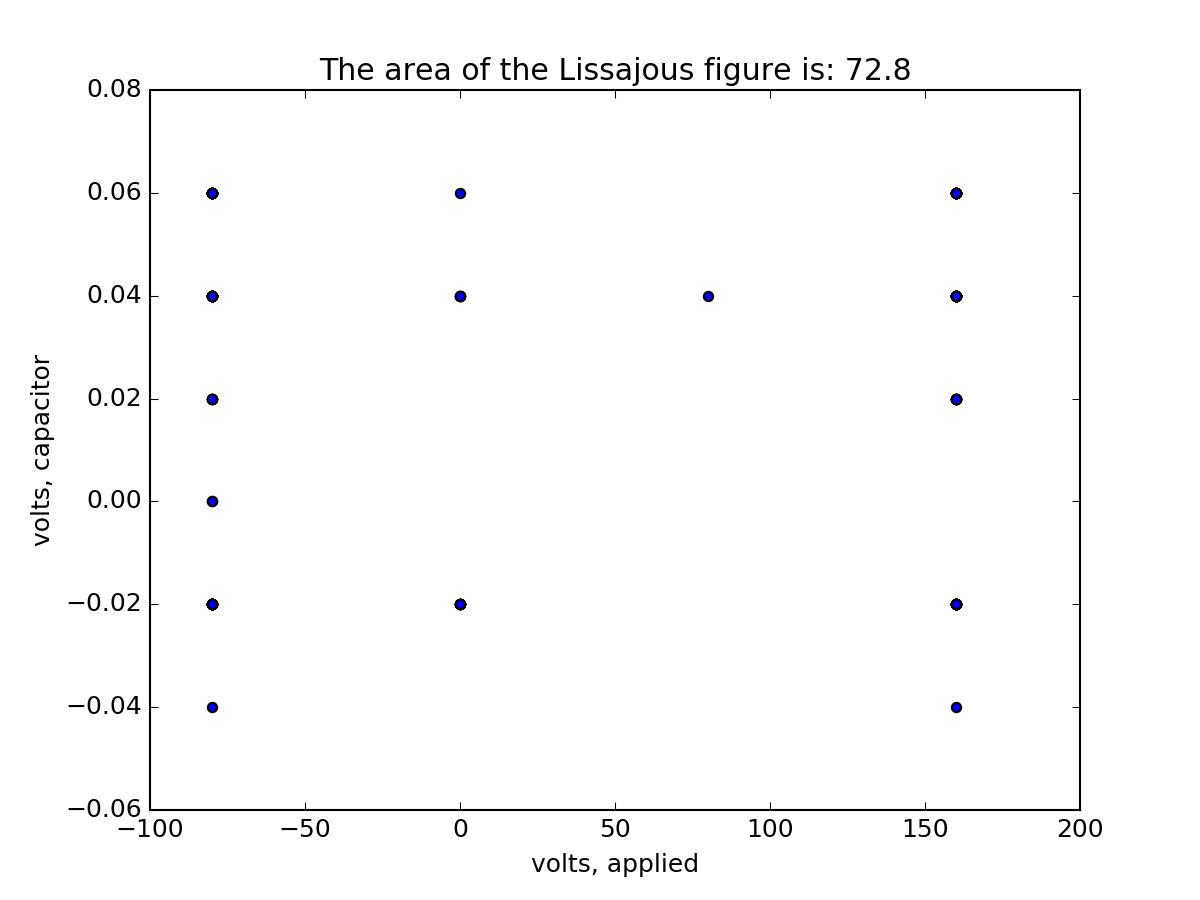 The area of the Lissajous figure is: 72.8
0.08
0.06
0.04
0.02
0.00
−0.02
−0.04
−0.06
volts, capacitor
−100 −50 0 50 100 150 200
volts, applied